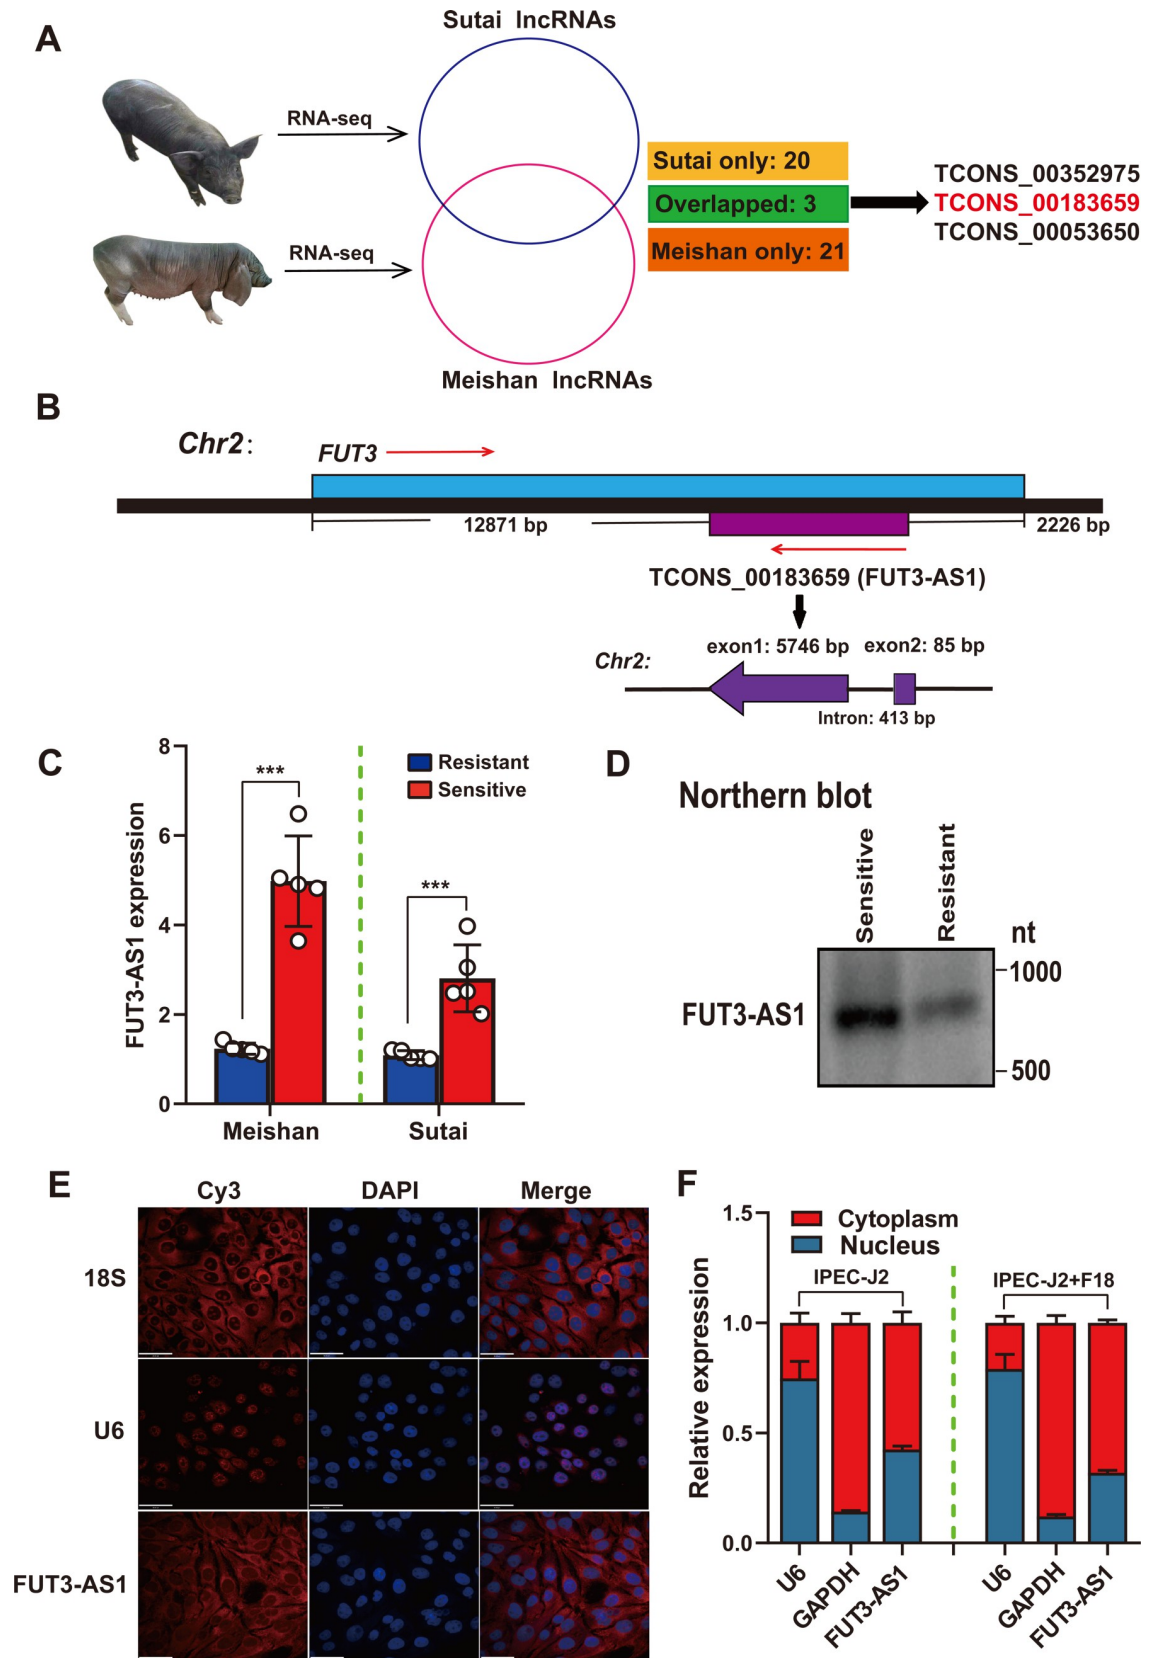 A
Sutai lncRNAs
RNA-seq
RNA-seq
Sutai only: 20
Overlapped: 3
Meishan only: 21
TCONS_00352975
TCONS_00183659
TCONS_00053650
Meishan lncRNAs
B
Chr2:
FUT3
12871 bp
2226 bp
TCONS_00183659 (FUT3-AS1)
exon1: 5746 bp exon2: 85 bp
Chr2:
Intron: 413 bp
C
FUT3-AS1 expression
8
6
4
2
0
***
***
Resistant
Sensitive
Meishan
Sutai
D
Northern blot
Sensitive
Resistant
nt
1000
FUT3-AS1
500
E
Cy3
DAPI
Merge
18S
U6
FUT3-AS1
F
Relative expression
1.5
1.0
0.5
0.0
Cytoplasm
Nucleus
IPEC-J2
IPEC-J2+F18
U6
GAPDH
FUT3-AS1
U6
GAPDH
FUT3-AS1